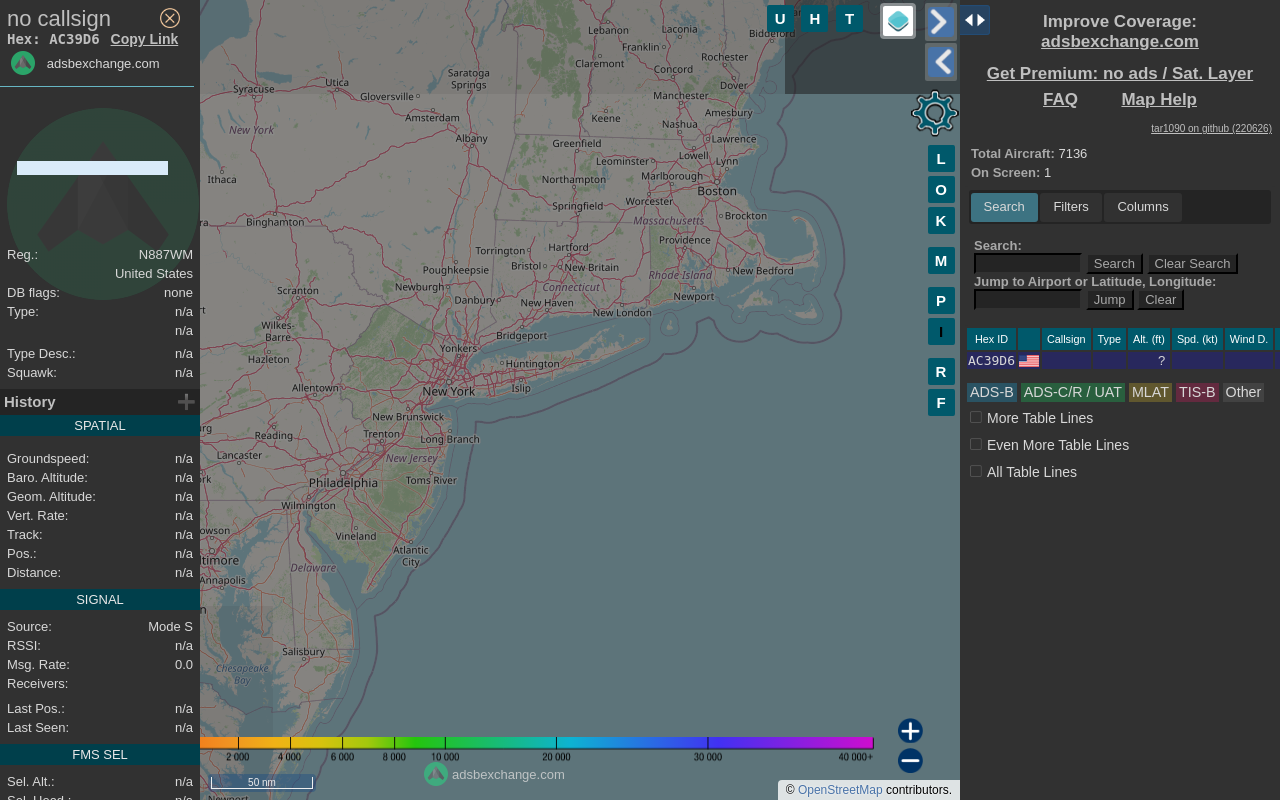 no callsign
Hex: AC39D6 Copy Link
adsbexchange.com
Reg.: N887WM
United States
DB flags: none
Type: n/a
n/a
Type Desc.: n/a
Squawk: n/a
History
SPATIAL
Groundspeed: n/a
Baro. Altitude: n/a
Geom. Altitude: n/a
Vert. Rate: n/a
Track: n/a
Pos.: n/a
Distance: n/a
SIGNAL
Source: Mode S
RSSI: n/a
Msg. Rate: 0.0
Receivers:
Last Pos.: n/a
Last Seen: n/a
FMS SEL
Sel. Alt.: n/a
Sel. Head.: n/a
U H T
L
O
K
M
P
I
R
F
Lebanon
Laconia
Franklin
Biddeford
Claremont
Rochester
Concord
Saratoga
Springs
Utica
Syracuse
Gloversville
Dover
Manchester
Amsterdam
Keene
Amesbury
Nashua
New York
Albany
Greenfield
Lawrence
Lowell
Leominster
Lynn
Ithaca
Northampton
Marlborough
Boston
Worcester
Springfield
Brockton
Massachusetts
Binghamton
Providence
Hartford
Torrington
Bristol
New Britain
Poughkeepsie
Rhode Island
New Bedford
Connecticut
Newburgh
Scranton
Danbury
New Haven
Newport
New London
Wilkes-
Barre
Bridgeport
Yonkers
Hazleton
Huntington
Allentown
New York
Islip
New Brunswick
Reading
Trenton
Long Branch
Lancaster
New Jersey
Philadelphia
Toms River
Wilmington
Vineland
Atlantic
City
Delaware
Annapolis
Salisbury
Chesapeake
Bay
Newport
2 000 4 000 6 000 8 000 10 000 20 000 30 000 40 000+
50 nm
adsbexchange.com
© OpenStreetMap contributors.
Improve Coverage:
adsbexchange.com
Get Premium: no ads / Sat. Layer
FAQ Map Help
tar1090 on github (220626)
Total Aircraft: 7136
On Screen: 1
Search Filters Columns
Search:
Search Clear Search
Jump to Airport or Latitude, Longitude:
Jump Clear
Hex ID Callsign Type Alt. (ft) Spd. (kt) Wind D.
AC39D6 ?
ADS-B ADS-C/R / UAT MLAT TIS-B Other
More Table Lines
Even More Table Lines
All Table Lines